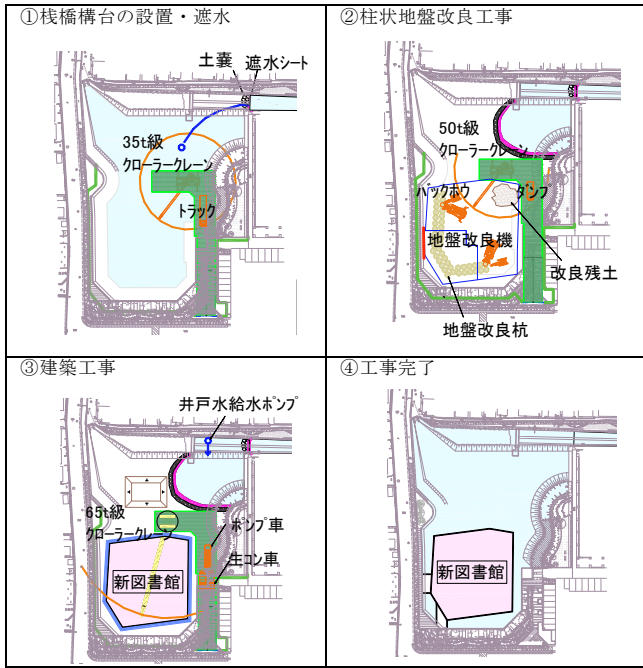 ①桟橋構台の設置・遮水
土嚢
遮水シート
35t級
クローラークレーン
トラック
②柱状地盤改良工事
50t級
クローラークレーン
バックホウ
ダンプ
地盤改良機
改良残土
地盤改良杭
③建築工事
井戸水給水ポンプ
65t級
クローラークレーン
ポンプ車
生コン車
新図書館
④工事完了
新図書館